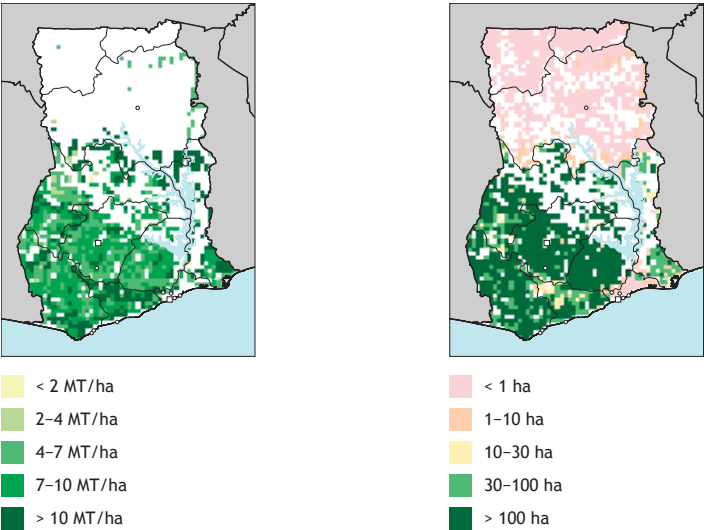 < 2 MT/ha
2–4 MT/ha
4–7 MT/ha
7–10 MT/ha
> 10 MT/ha
< 1 ha
1–10 ha
10–30 ha
30–100 ha
> 100 ha